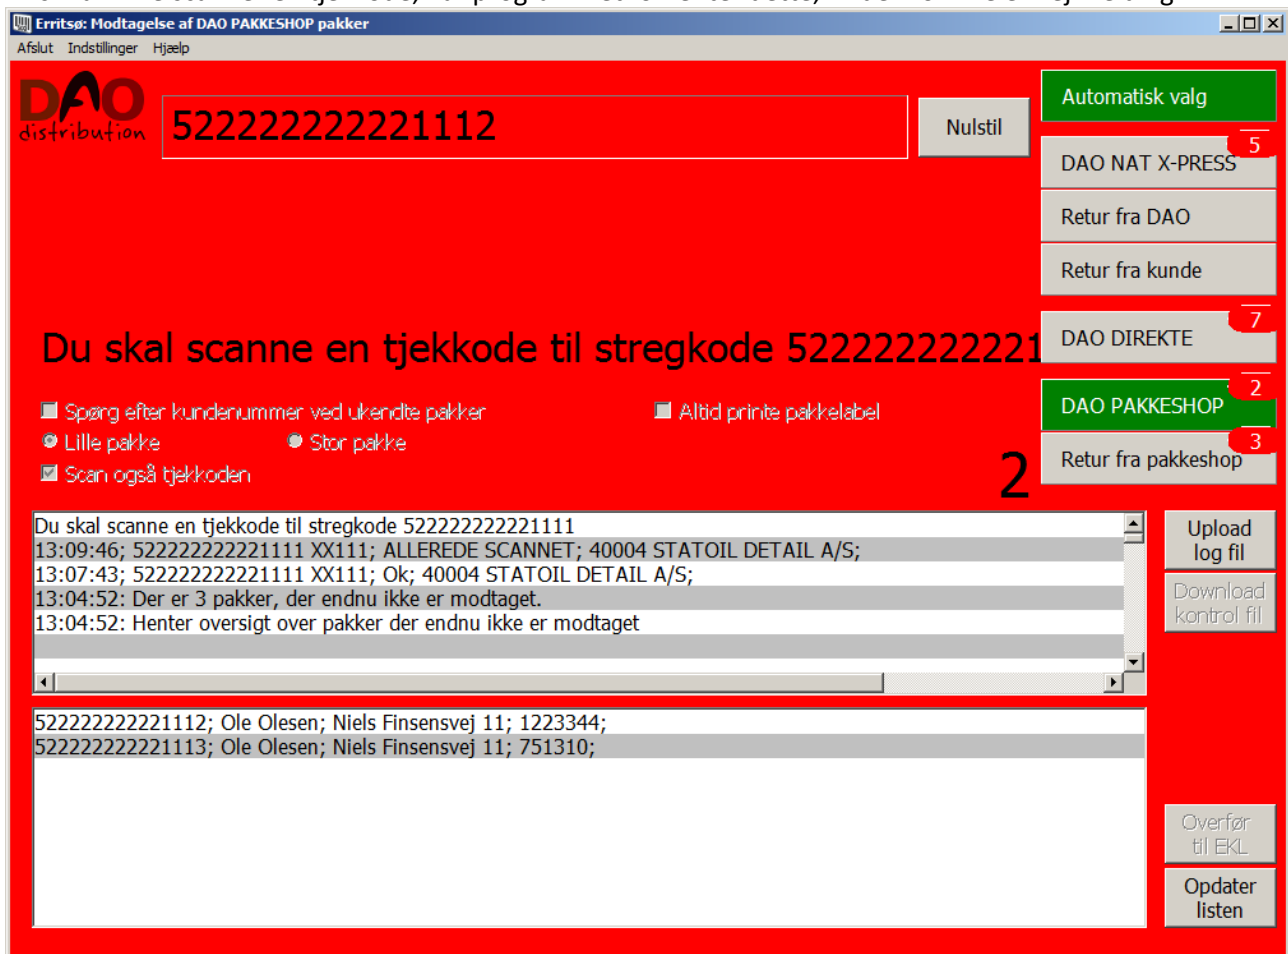 Erritsø: Modtagelse af DAO PAKKESHOP pakker
Afslut Indstillinger Hjælp
DAO
distribution
522222222221112
Nulstil
Automatisk valg
5
DAO NAT X-PRESS
Retur fra DAO
Retur fra kunde
7
DAO DIREKTE
2
DAO PAKKESHOP
3
Retur fra pakkeshop
Du skal scanne en tjekkode til stregkode 522222222221
Spørg efter kundenummer ved ukendte pakker
Altid printe pakkelabel
Lille pakke
Stor pakke
Scan også tjekkoden
2
Du skal scanne en tjekkode til stregkode 522222222221111
13:09:46; 522222222221111 XX111; ALLEREDE SCANNET; 40004 STATOIL DETAIL A/S;
13:07:43; 522222222221111 XX111; Ok; 40004 STATOIL DETAIL A/S;
13:04:52: Der er 3 pakker, der endnu ikke er modtaget.
13:04:52: Henter oversigt over pakker der endnu ikke er modtaget
Upload
log fil
Download
kontrol fil
522222222221112; Ole Olesen; Niels Finsensvej 11; 1223344;
522222222221113; Ole Olesen; Niels Finsensvej 11; 751310;
Overfør
til EKL
Opdater
listen